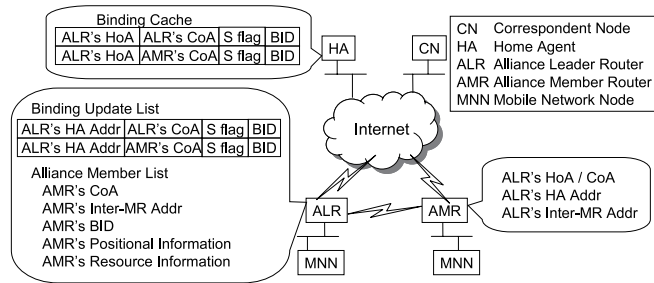 Binding Cache
ALR's HoA ALR's CoA S flag BID
ALR's HoA AMR's CoA S flag BID
HA
CN
CN Correspondent Node
HA Home Agent
ALR Alliance Leader Router
AMR Alliance Member Router
MNN Mobile Network Node
Binding Update List
ALR's HA Addr ALR's CoA S flag BID
ALR's HA Addr AMR's CoA S flag BID
Alliance Member List
AMR's CoA
AMR's Inter-MR Addr
AMR's BID
AMR's Positional Information
AMR's Resource Information
Internet
ALR's HoA / CoA
ALR's HA Addr
ALR's Inter-MR Addr
ALR
AMR
MNN
MNN